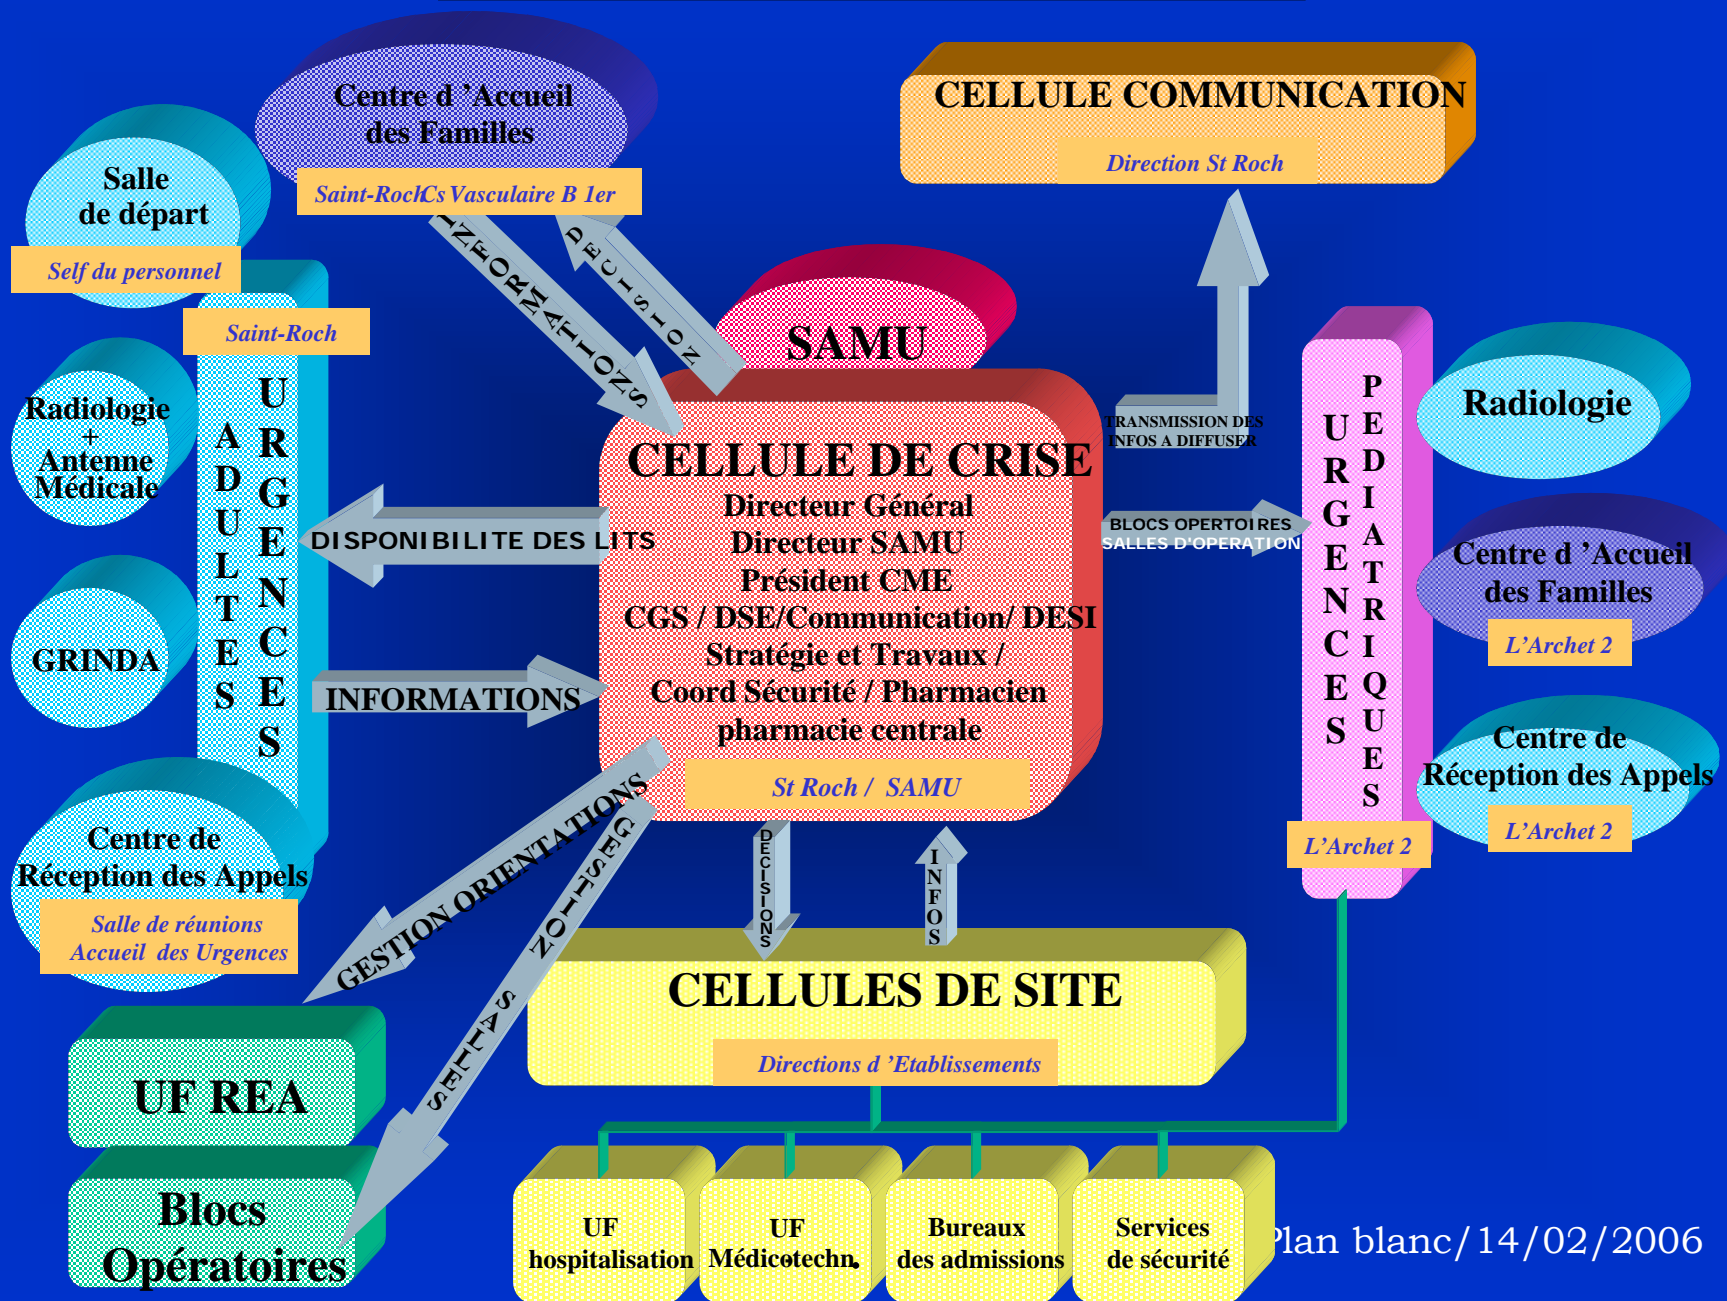 Centre d ’Accueil
des Familles
Saint-Roch Cs Vasculaire B 1er
CELLULE COMMUNICATION
Direction St Roch
Salle
de départ
Self du personnel
Saint-Roch
URGENCES
ADULTES
Radiologie
+
Antenne
Médicale
GRINDA
Centre de
Réception des Appels
Salle de réunions
Accueil des Urgences
INFORMATIONS
DECISION
SAMU
CELLULE DE CRISE
Directeur Général
Directeur SAMU
Président CME
CGS / DSE/Communication/ DESI
Stratégie et Travaux /
Coord Sécurité / Pharmacien
pharmacie centrale
St Roch / SAMU
DISPONIBILITE DES LITS
INFORMATIONS
TRANSMISSION DES
INFOS A DIFFUSER
BLOCS OPERTOIRES
SALLES D'OPERATION
URGENCES
PEDIATRIQUES
L’Archet 2
Radiologie
Centre d ’Accueil
des Familles
L’Archet 2
Centre de
Réception des Appels
L’Archet 2
GESTION ORIENTATIONS
GESTION SALLES
DECISIONS
INFOS
CELLULES DE SITE
Directions d ’Etablissements
UF REA
Blocs
Opératoires
UF
hospitalisation
UF
Médicotechn.
Bureaux
des admissions
Services
de sécurité
Plan blanc/14/02/2006